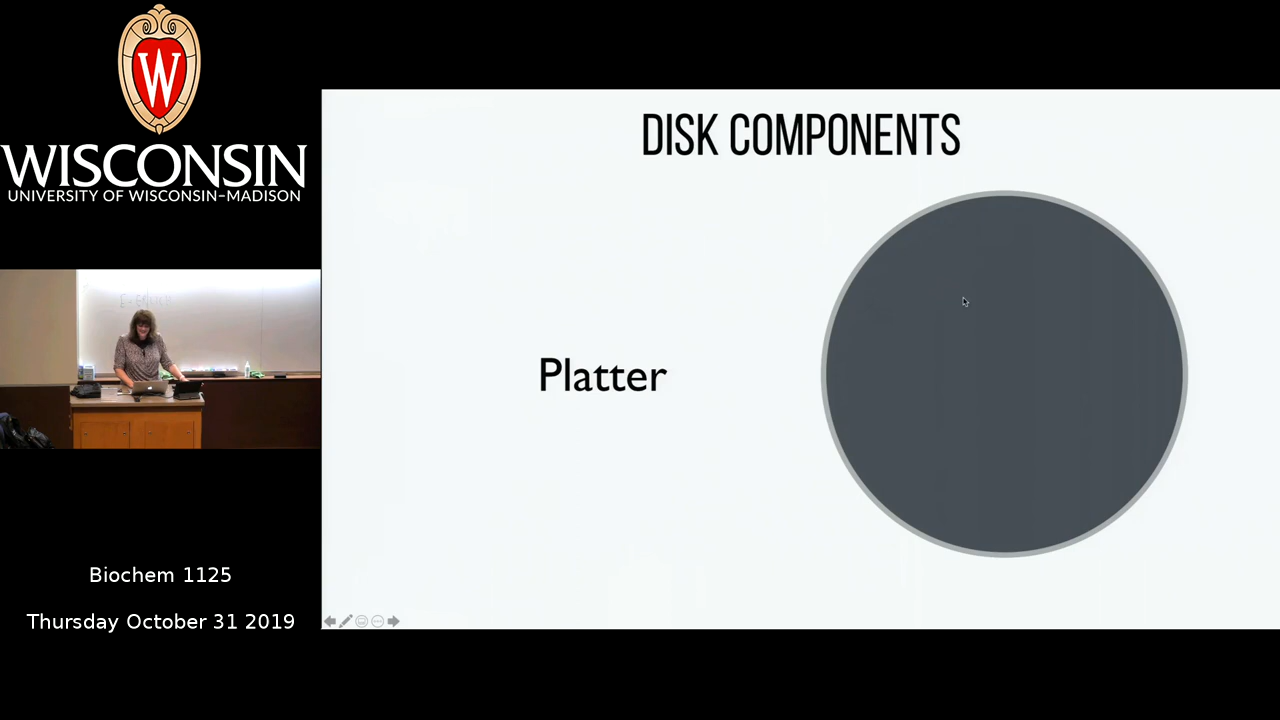 W
WISCONSIN
UNIVERSITY OF WISCONSIN–MADISON
DISK COMPONENTS
Platter
Biochem 1125
Thursday October 31 2019